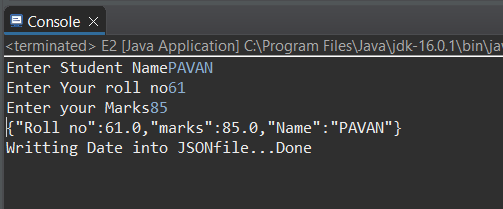 Console
<terminated> E2 [Java Application] C:\Program Files\Java\jdk-16.0.1\bin\jav
Enter Student NamePAVAN
Enter Your roll no61
Enter your Marks85
{"Roll no":61.0,"marks":85.0,"Name":"PAVAN"}
Writting Date into JSONfile...Done